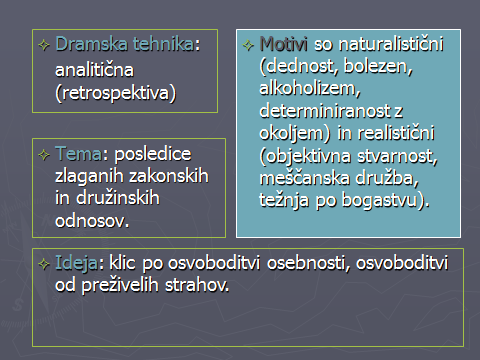 Dramska tehnika:
analitična
(retrospektiva)
Tema: posledice
zlaganih zakonskih
in družinskih
odnosov.
Motivi so naturalistični
(dednost, bolezen,
alkoholizem,
determiniranost z
okoljem) in realistični
(objektivna stvarnost,
meščanska družba,
težnja po bogastvu).
Ideja: klic po osvoboditvi osebnosti, osvoboditvi
od preživelih strahov.